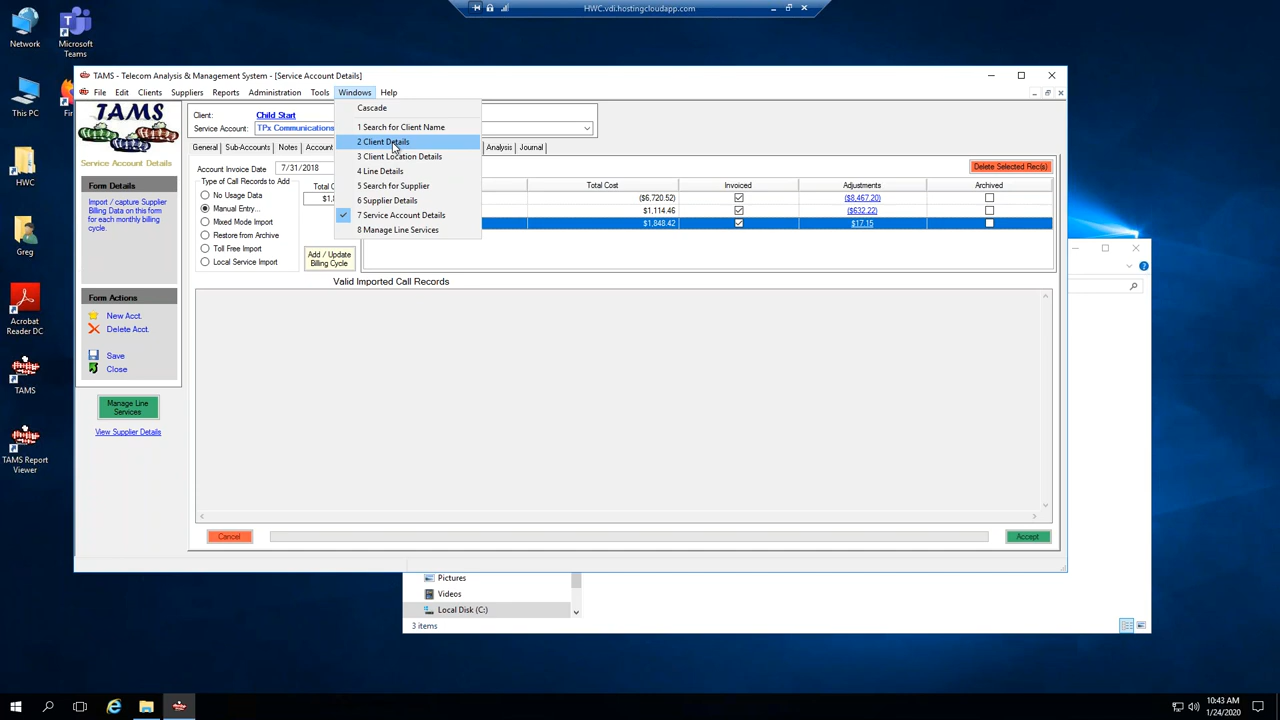 HWC.vdi.hostingcloudapp.com
Network
Microsoft
Teams
This PC
Fir
HWC
Greg
Acrobat
Reader DC
TAMS
TAMS Report
Viewer
TAMS - Telecom Analysis & Management System - [Service Account Details]
File Edit Clients Suppliers Reports Administration Tools Windows Help
TAMS
Service Account Details
Form Details
Import / capture Supplier
Billing Data on this form
for each monthly billing
cycle.
Form Actions
New Acct.
Delete Acct.
Save
Close
Manage Line
Services
View Supplier Details
Client: Child Start
Service Account: TPx Communications
General Sub-Accounts Notes Account Analysis Journal
Cascade
1 Search for Client Name
2 Client Details
3 Client Location Details
4 Line Details
5 Search for Supplier
6 Supplier Details
7 Service Account Details
8 Manage Line Services
Account Invoice Date 7/31/2018
Delete Selected Rec(s)
Type of Call Records to Add
No Usage Data
Manual Entry...
Mixed Mode Import
Restore from Archive
Toll Free Import
Local Service Import
Total C
$1,8
Add / Update
Billing Cycle
Total Cost Invoiced Adjustments Archived
($6,720.52) ($8,467.20)
$1,114.46 ($632.22)
$1,848.42 $17.15
Valid Imported Call Records
Cancel
Accept
Pictures
Videos
Local Disk (C:)
3 items
10:43 AM
1/24/2020